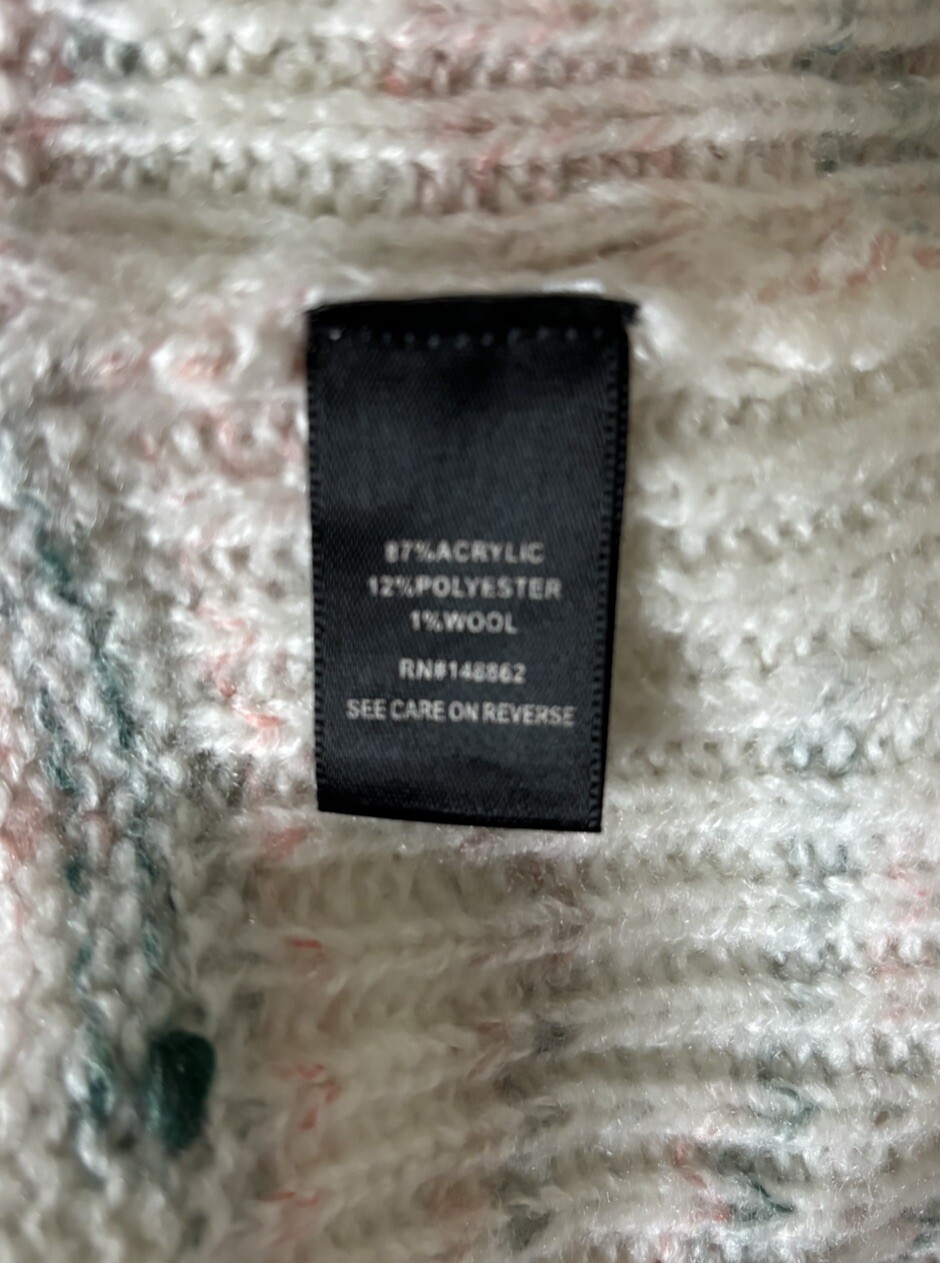 87%ACRYLIC
12%POLYESTER
1%WOOL
RN#148862
SEE CARE ON REVERSE